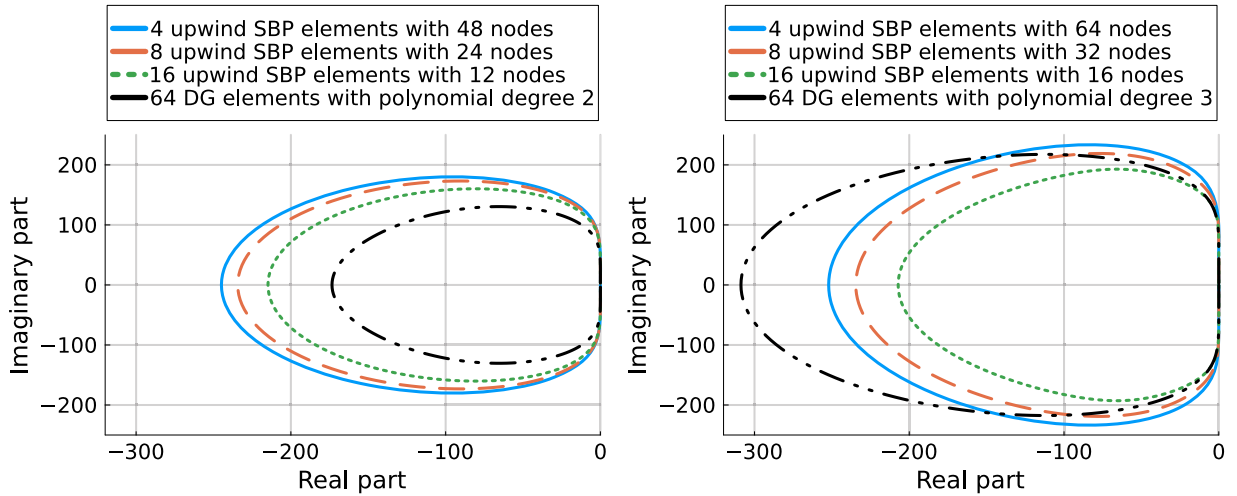 4 upwind SBP elements with 48 nodes
8 upwind SBP elements with 24 nodes
16 upwind SBP elements with 12 nodes
64 DG elements with polynomial degree 2
200
100
0
−100
−200
Imaginary part
−300
−200
−100
0
Real part
4 upwind SBP elements with 64 nodes
8 upwind SBP elements with 32 nodes
16 upwind SBP elements with 16 nodes
64 DG elements with polynomial degree 3
200
100
0
−100
−200
Imaginary part
−300
−200
−100
0
Real part